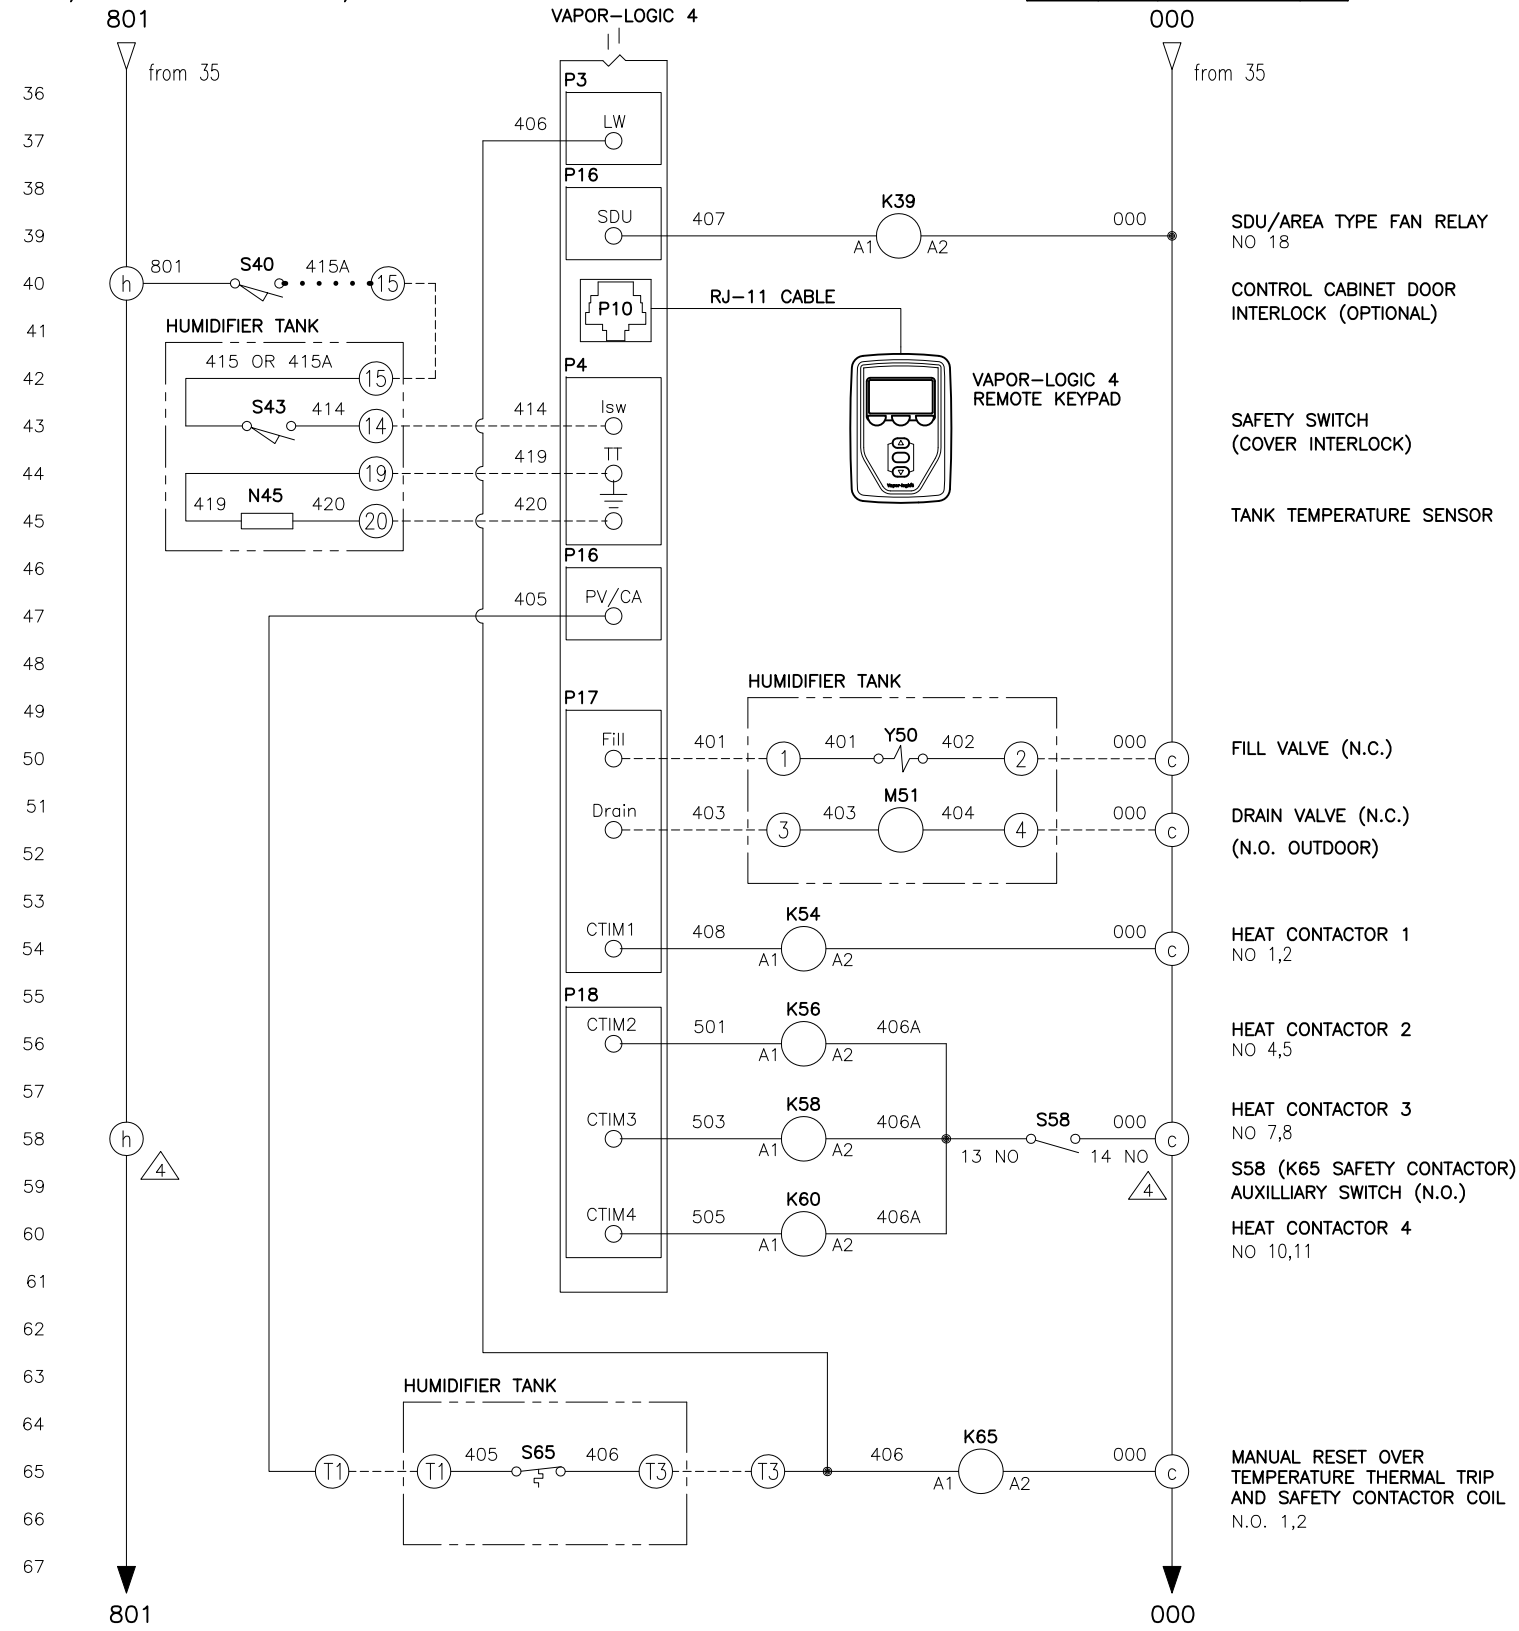 801 VAPOR-LOGIC 4 000
from 35 from 35
36 P3
37 406 LW
38 P16
39 SDU 407 K39 A1 A2 000 SDU/AREA TYPE FAN RELAY
NO 18
40 h 801 S40 415A 15 P10 RJ-11 CABLE CONTROL CABINET DOOR
INTERLOCK (OPTIONAL)
41 HUMIDIFIER TANK
42 415 OR 415A 15 P4 VAPOR-LOGIC 4
REMOTE KEYPAD
43 S43 414 14 414 Isw SAFETY SWITCH
(COVER INTERLOCK)
44 19 419 TT
45 419 N45 420 20 420 TANK TEMPERATURE SENSOR
46 P16
47 405 PV/CA
48 HUMIDIFIER TANK
49 P17
50 Fill 401 1 401 Y50 402 2 000 c FILL VALVE (N.C.)
51 Drain 403 3 403 M51 404 4 000 c DRAIN VALVE (N.C.)
52 (N.O. OUTDOOR)
53
54 CTIM1 408 K54 A1 A2 000 c HEAT CONTACTOR 1
NO 1,2
55 P18
56 CTIM2 501 K56 A1 A2 406A HEAT CONTACTOR 2
NO 4,5
57 HEAT CONTACTOR 3
58 h CTIM3 503 K58 A1 A2 406A S58 13 NO 14 NO 000 c NO 7,8
4 4
59 S58 (K65 SAFETY CONTACTOR)
AUXILLIARY SWITCH (N.O.)
60 CTIM4 505 K60 A1 A2 406A HEAT CONTACTOR 4
NO 10,11
61
62
63 HUMIDIFIER TANK
64
65 T1 T1 405 S65 406 T3 T3 406 K65 A1 A2 000 c MANUAL RESET OVER
TEMPERATURE THERMAL TRIP
AND SAFETY CONTACTOR COIL
66 N.O. 1,2
67
801 000